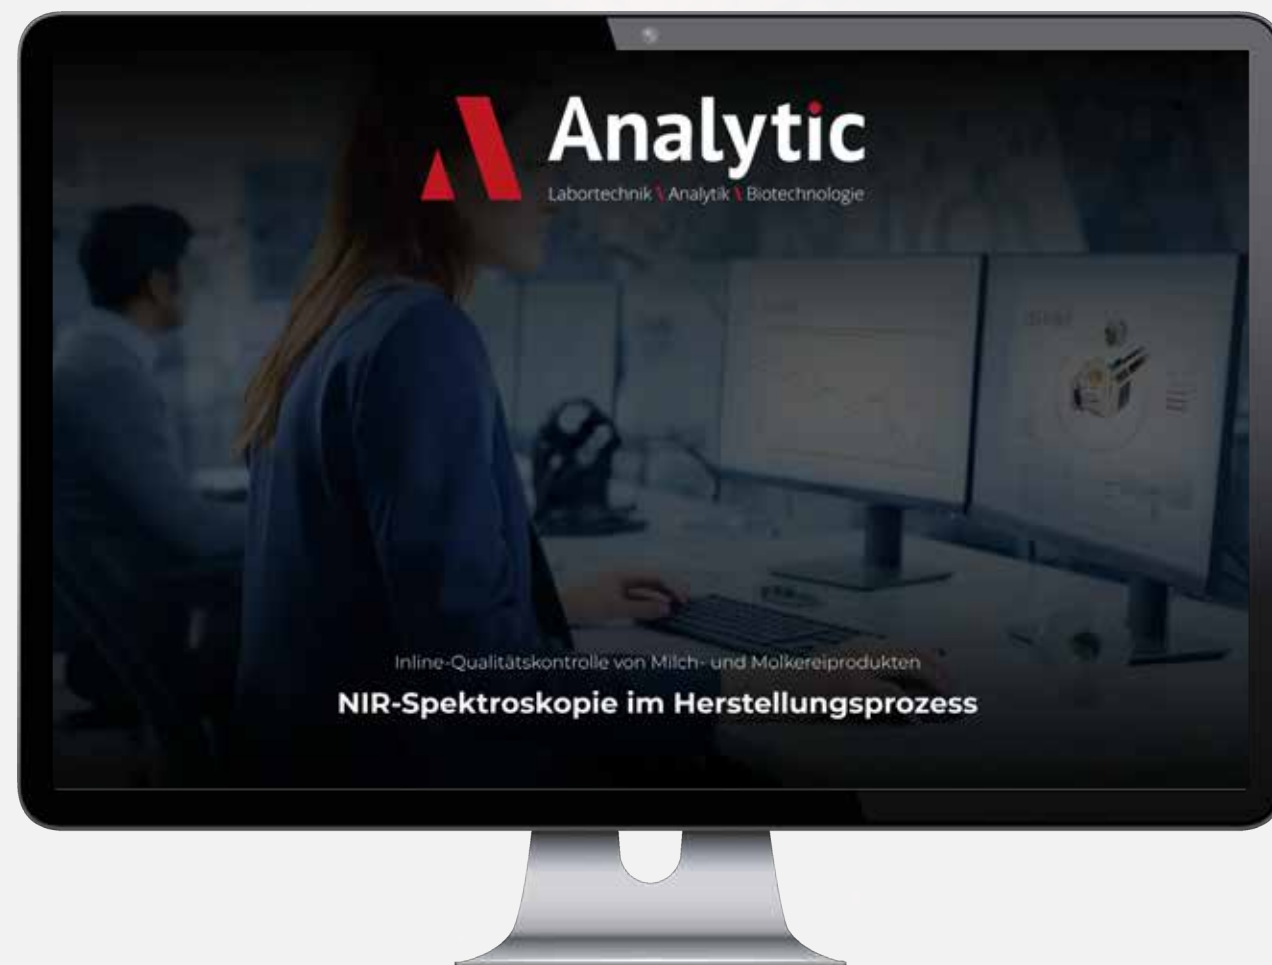 Analytic
Labortechnik \ Analytik \ Biotechnologie
Inline-Qualitätskontrolle von Milch- und Molkereiprodukten
NIR-Spektroskopie im Herstellungsprozess